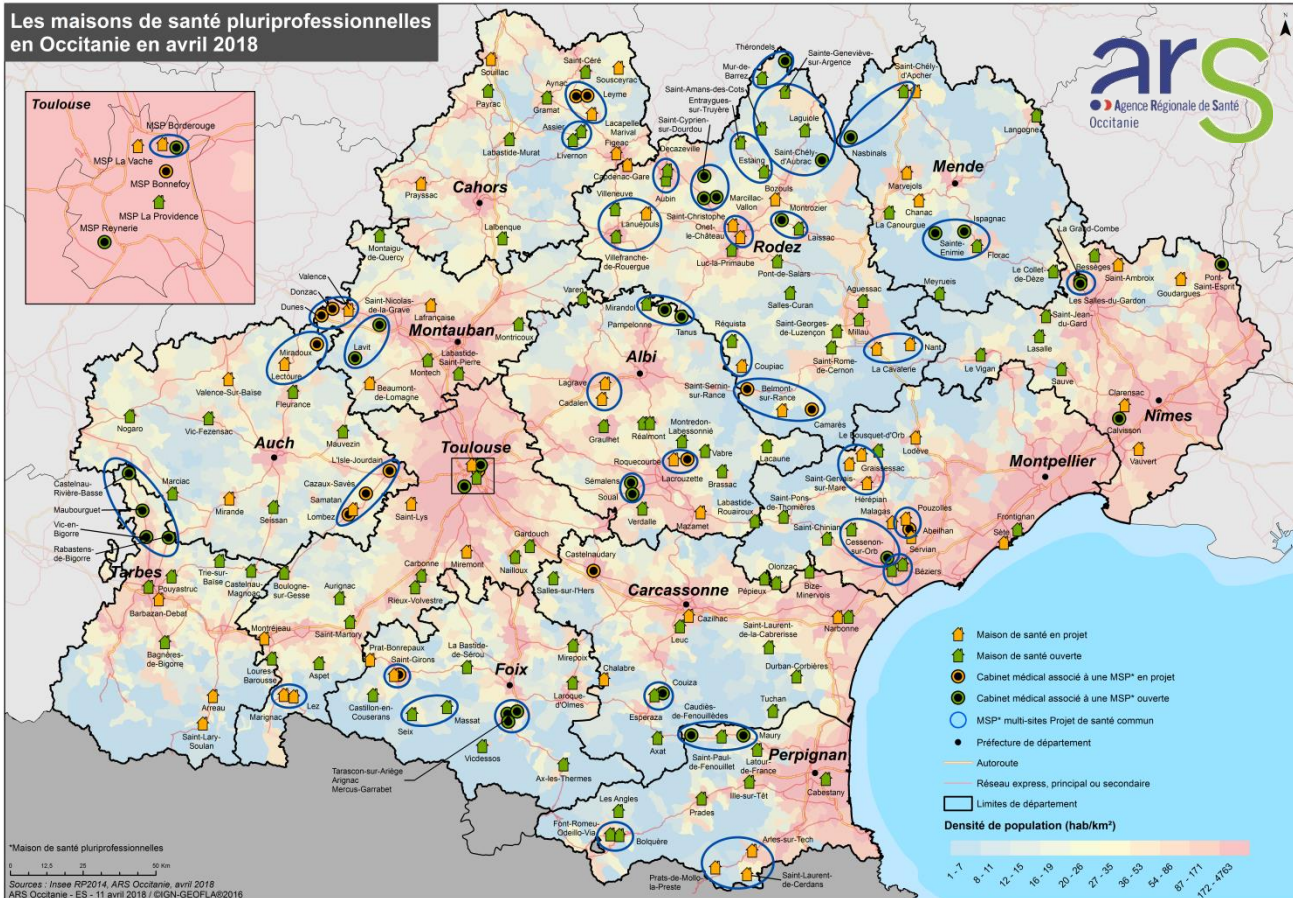 Les maisons de santé pluriprofessionnelles
en Occitanie en avril 2018
ars
Agence Régionale de Santé
Occitanie
N
Toulouse
MSP Borderouge
MSP La Vache
MSP Bonnefoy
MSP La Providence
MSP Reynerie
Souillac
Saint-Céré
Aynac
Sousceyrac
Leyme
Payrac
Gramat
Lacapelle-
Marival
Assier
Livernon
Figeac
Labastide-Murat
Capdenac-Gare
Cahors
Prayssac
Lalbenque
Thérondels
Mur-de-
Barrez
Sainte-Geneviève-
sur-Argence
Saint-Amans-des-Cots
Entraygues-
sur-Truyère
Saint-Cyprien-
sur-Dourdou
Laguiole
Decazeville
Estaing
Saint-Chély-
d'Aubrac
Aubin
Bozouls
Villeneuve
Marcillac-
Vallon
Montrozier
Lanuéjouls
Saint-Christophe
Onet-
le-Château
Rodez
Laissac
Villefranche-
de-Rouergue
Luc-la-Primaube
Pont-de-Salars
Salles-Curan
Aguessac
Saint-Georges-
de-Luzençon
Millau
Réquista
Saint-Rome-
de-Cernon
La Cavalerie
Nant
Coupiac
Saint-Sernin-
sur-Rance
Belmont-
sur-Rance
Camarès
Saint-Chély-
d'Apcher
Langogne
Nasbinals
Mende
Marvejols
Chanac
La Canourgue
Ispagnac
Sainte-
Enimie
Florac
Le Collet-
de-Dèze
Meyrueis
La Grand-Combe
Bessèges
Saint-Ambroix
Pont-
Saint-Esprit
Goudargues
Les Salles-du-Gardon
Saint-Jean-
du-Gard
Lasalle
Le Vigan
Sauve
Clarensac
Nîmes
Calvisson
Vauvert
Montaigu-
de-Quercy
Valence
Donzac
Dunes
Saint-Nicolas-
de-la-Grave
Lafrançaise
Varen
Montauban
Montricoux
Lavit
Labastide-
Saint-Pierre
Montech
Beaumont-
de-Lomagne
Miradoux
Lectoure
Valence-Sur-Baïse
Fleurance
Nogaro
Vic-Fezensac
Mauvezin
Auch
L'Isle-Jourdain
Cazaux-Savès
Samatan
Lombez
Marciac
Mirande
Seissan
Castelnau-
Rivière-Basse
Maubourguet
Vic-en-
Bigorre
Rabastens-
de-Bigorre
Tarbes
Pouyastruc
Trie-sur-
Baïse
Castelnau-
Magnoac
Barbazan-Debat
Bagnères-
de-Bigorre
Arreau
Saint-Lary-
Soulan
Loures-
Barousse
Toulouse
Saint-Lys
Miremont
Gardouch
Nailloux
Carbonne
Rieux-Volvestre
Boulogne-
sur-Gesse
Aurignac
Saint-Martory
Montréjeau
Aspet
Marignac
Lez
Mirandol
Pampelonne
Tanus
Albi
Lagrave
Cadalen
Graulhet
Réalmont
Montredon-
Labessonnié
Vabre
Lacaune
Roquecourbe
Lacrouzette
Brassac
Sémalens
Soual
Verdalle
Mazamet
Labastide-
Rouairoux
Le Bousquet-d'Orb
Lodève
Graissessac
Saint-Gervais-
sur-Mare
Hérépian
Montpellier
Saint-Pons-
de-Thomières
Saint-Chinian
Malagas
Pouzolles
Abeilhan
Cessenon-
sur-Orb
Servian
Béziers
Frontignan
Sète
Olonzac
Castelnaudary
Salles-sur-l'Hers
Carcassonne
Pépieux
Bize-
Minervois
Cazilhac
Leuc
Narbonne
Saint-Laurent-
de-la-Cabrerisse
Durban-Corbières
Tuchan
Chalabre
Couiza
Esperaza
Axat
Prat-Bonrepaux
Saint-Girons
La Bastida-
de-Sérou
Foix
Mirepoix
Laroque-
d'Olmes
Castillon-en-
Couserans
Seix
Massat
Vicdessos
Tarascon-sur-Ariège
Arignac
Mercus-Garrabet
Ax-les-Thermes
Caudiès-
de-Fenouillèdes
Maury
Saint-Paul-
de-Fenouillet
Latour-
de-France
Perpignan
Cabestany
Ille-sur-Têt
Prades
Les Angles
Font-Romeu-
Odeillo-Via
Bolquère
Arles-sur-Tech
Prats-de-Mollo-
la-Preste
Saint-Laurent-
de-Cerdans
Maison de santé en projet
Maison de santé ouverte
Cabinet médical associé à une MSP* en projet
Cabinet médical associé à une MSP* ouverte
MSP* multi-sites Projet de santé commun
Préfecture de département
Autoroute
Réseau express, principal ou secondaire
Limites de département
Densité de population (hab/km²)
1 - 7
8 - 11
12 - 15
16 - 19
20 - 26
27 - 35
36 - 53
54 - 86
87 - 171
172 - 4763
*Maison de santé pluriprofessionnelles
0 12,5 25 50 Km
Sources : Insee RP2014, ARS Occitanie, avril 2018
ARS Occitanie - ES - 11 avril 2018 / ©IGN-GEOFLA®2016